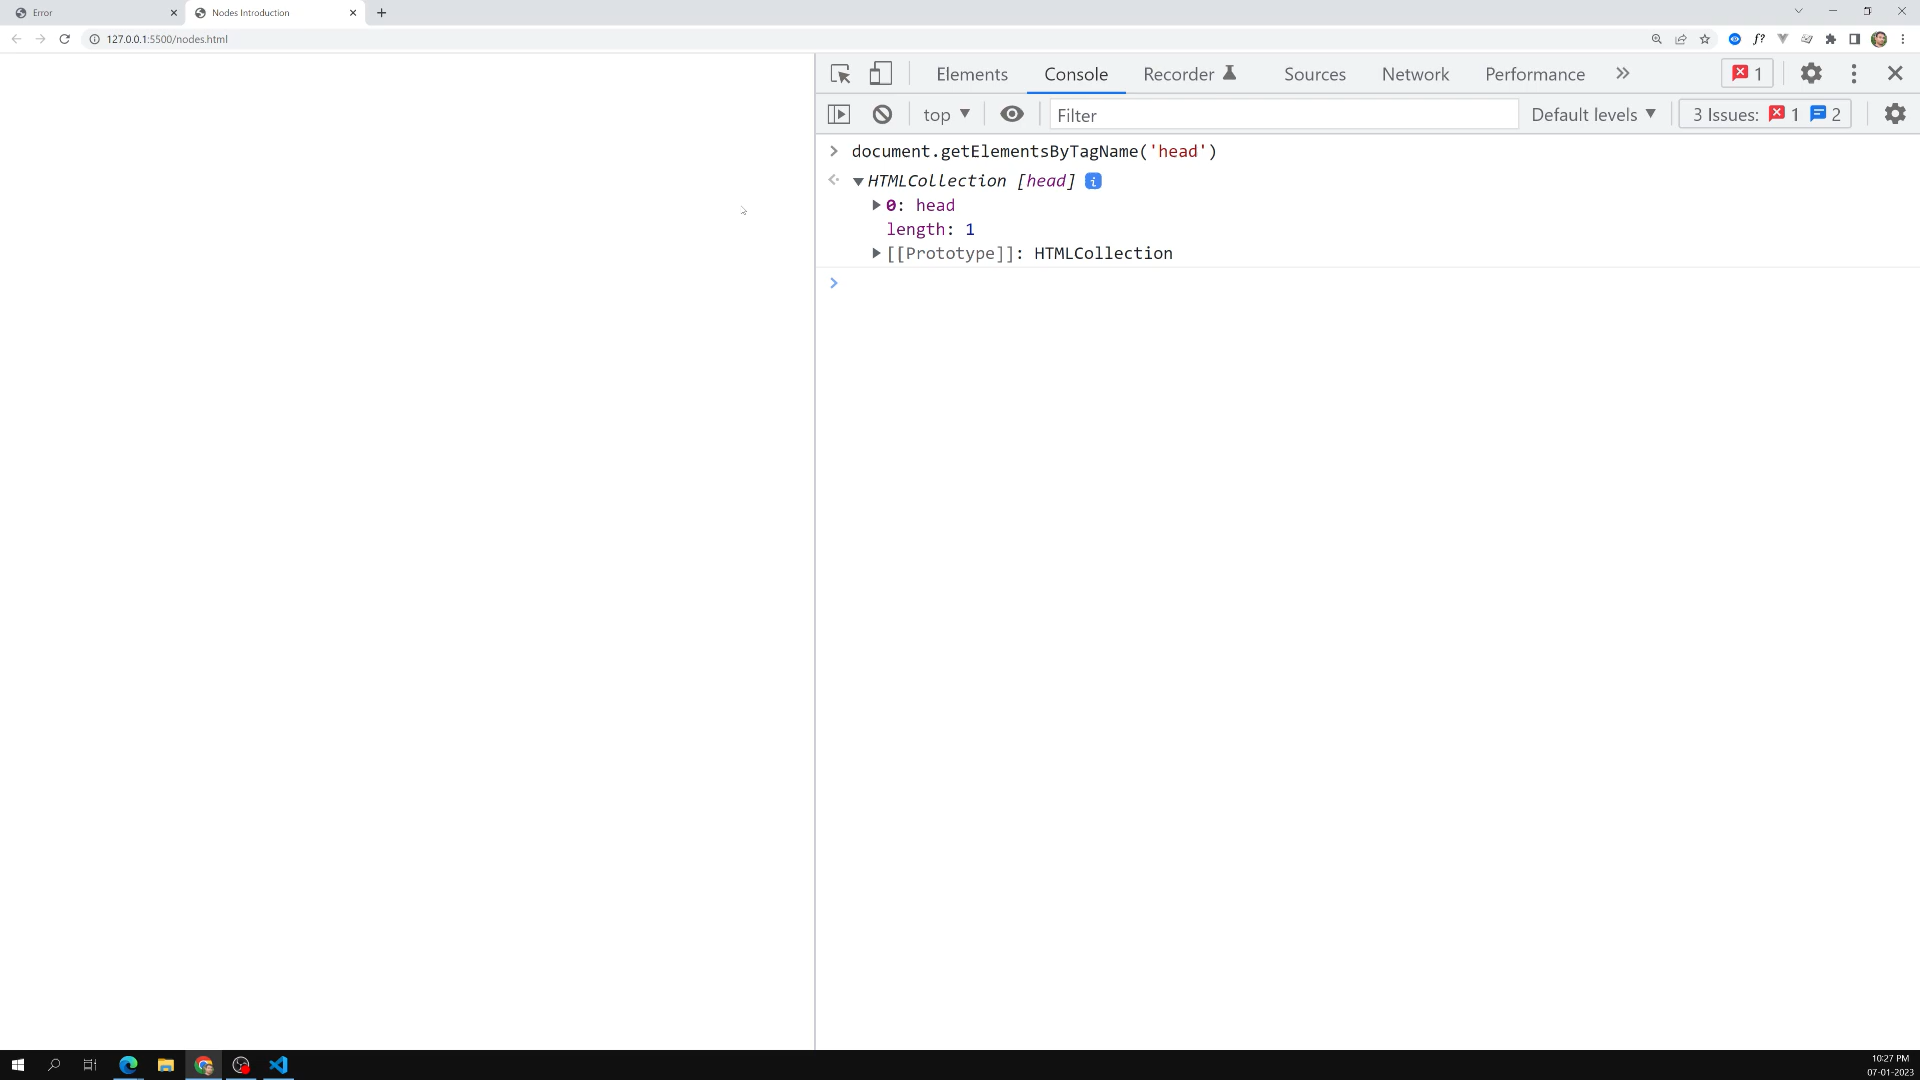 Error
Nodes Introduction
127.0.0.1:5500/nodes.html
f?
Elements Console Recorder Sources Network Performance 1
top Filter Default levels 3 Issues: 1 2
document.getElementsByTagName('head')
HTMLCollection [head] i
0: head
length: 1
[[Prototype]]: HTMLCollection
10:27 PM
07-01-2023